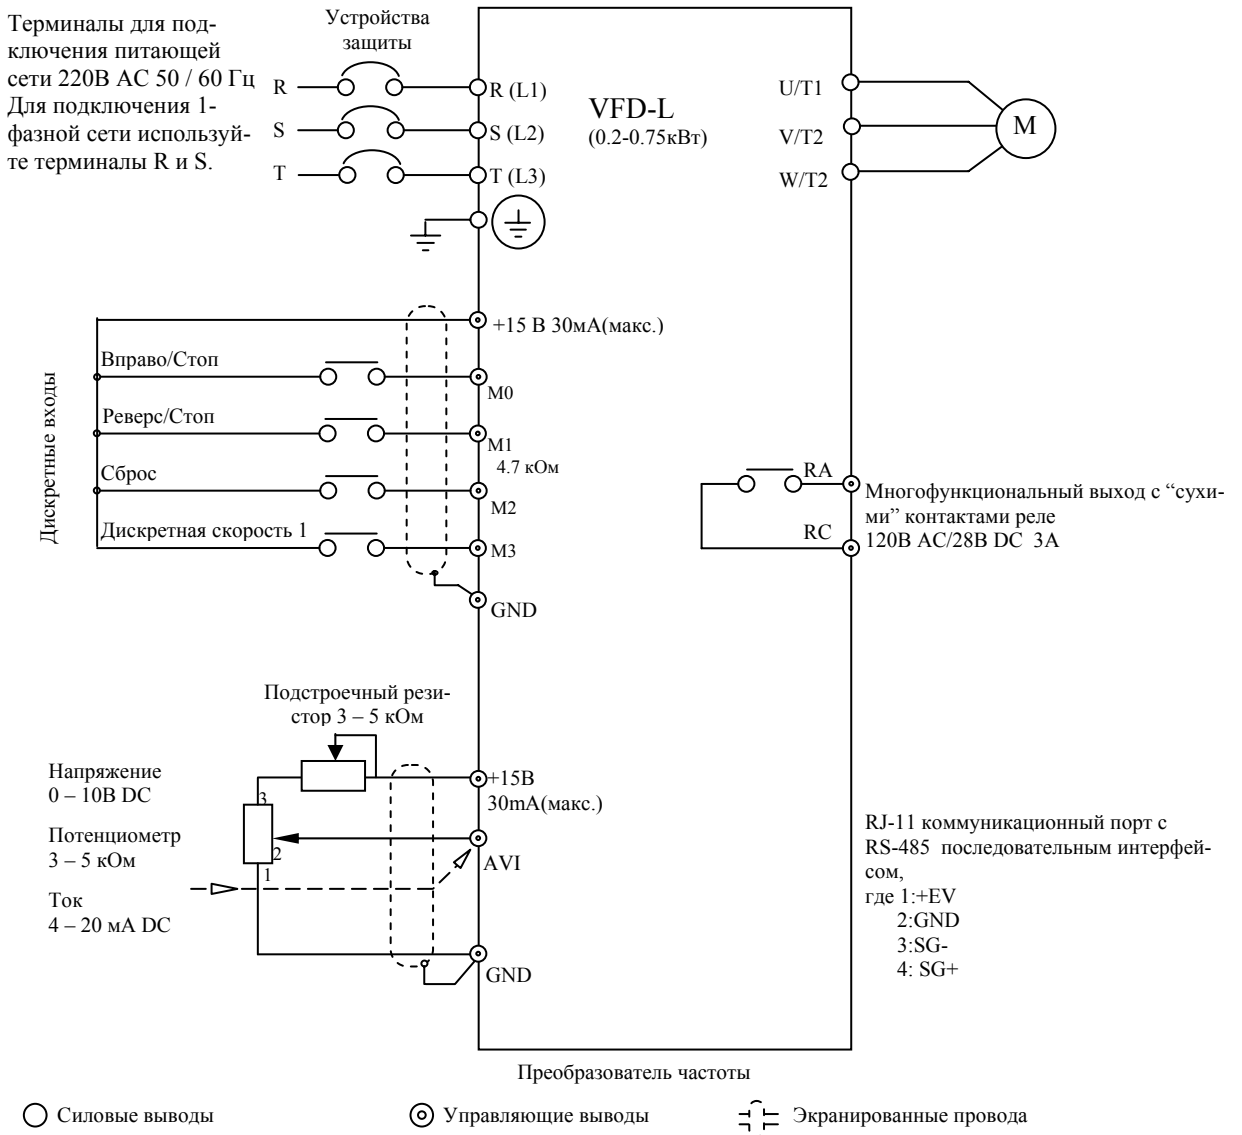 Терминалы для под-
ключения питающей
сети 220В AC 50 / 60 Гц
Для подключения 1-
фазной сети используй-
те терминалы R и S.
Устройства
защиты
R
S
T
R (L1)
S (L2)
T (L3)
VFD-L
(0.2-0.75кВт)
U/T1
V/T2
W/T2
M
Дискретные входы
+15 В 30мА(макс.)
Вправо/Стоп
M0
Реверс/Стоп
M1
4.7 кОм
Сброс
M2
Дискретная скорость 1
M3
GND
RA
RC
Многофункциональный выход с “сухи-
ми” контактами реле
120В AC/28В DC 3А
Подстроечный рези-
стор 3 – 5 кОм
Напряжение
0 – 10В DC
Потенциометр
3 – 5 кОм
Ток
4 – 20 мА DC
3
2
1
+15В
30mA(макс.)
AVI
GND
RJ-11 коммуникационный порт с
RS-485 последовательным интерфей-
сом,
где 1:+EV
2:GND
3:SG-
4: SG+
Преобразователь частоты
Силовые выводы
Управляющие выводы
Экранированные провода